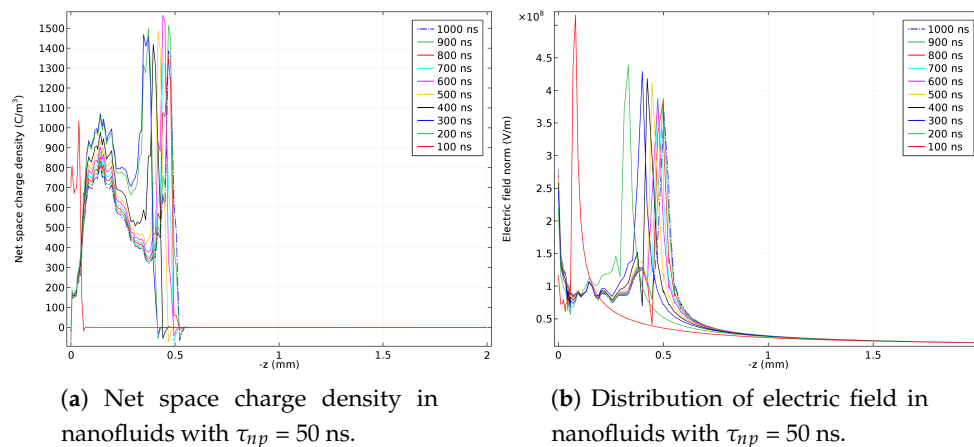 1500
1400
1300
1200
1100
1000
900
800
700
600
500
400
300
200
100
0
Net space charge density (C/m³)
0
0.5
1
1.5
2
-z (mm)
1000 ns
900 ns
800 ns
700 ns
600 ns
500 ns
400 ns
300 ns
200 ns
100 ns
×10⁸
4.5
3.5
2.5
1.5
0.5
Electric field norm (V/m)
0
0.5
1
1.5
-z (mm)
1000 ns
900 ns
800 ns
700 ns
600 ns
500 ns
400 ns
300 ns
200 ns
100 ns
(a) Net space charge density in
nanofluids with τnp = 50 ns.
(b) Distribution of electric field in
nanofluids with τnp = 50 ns.